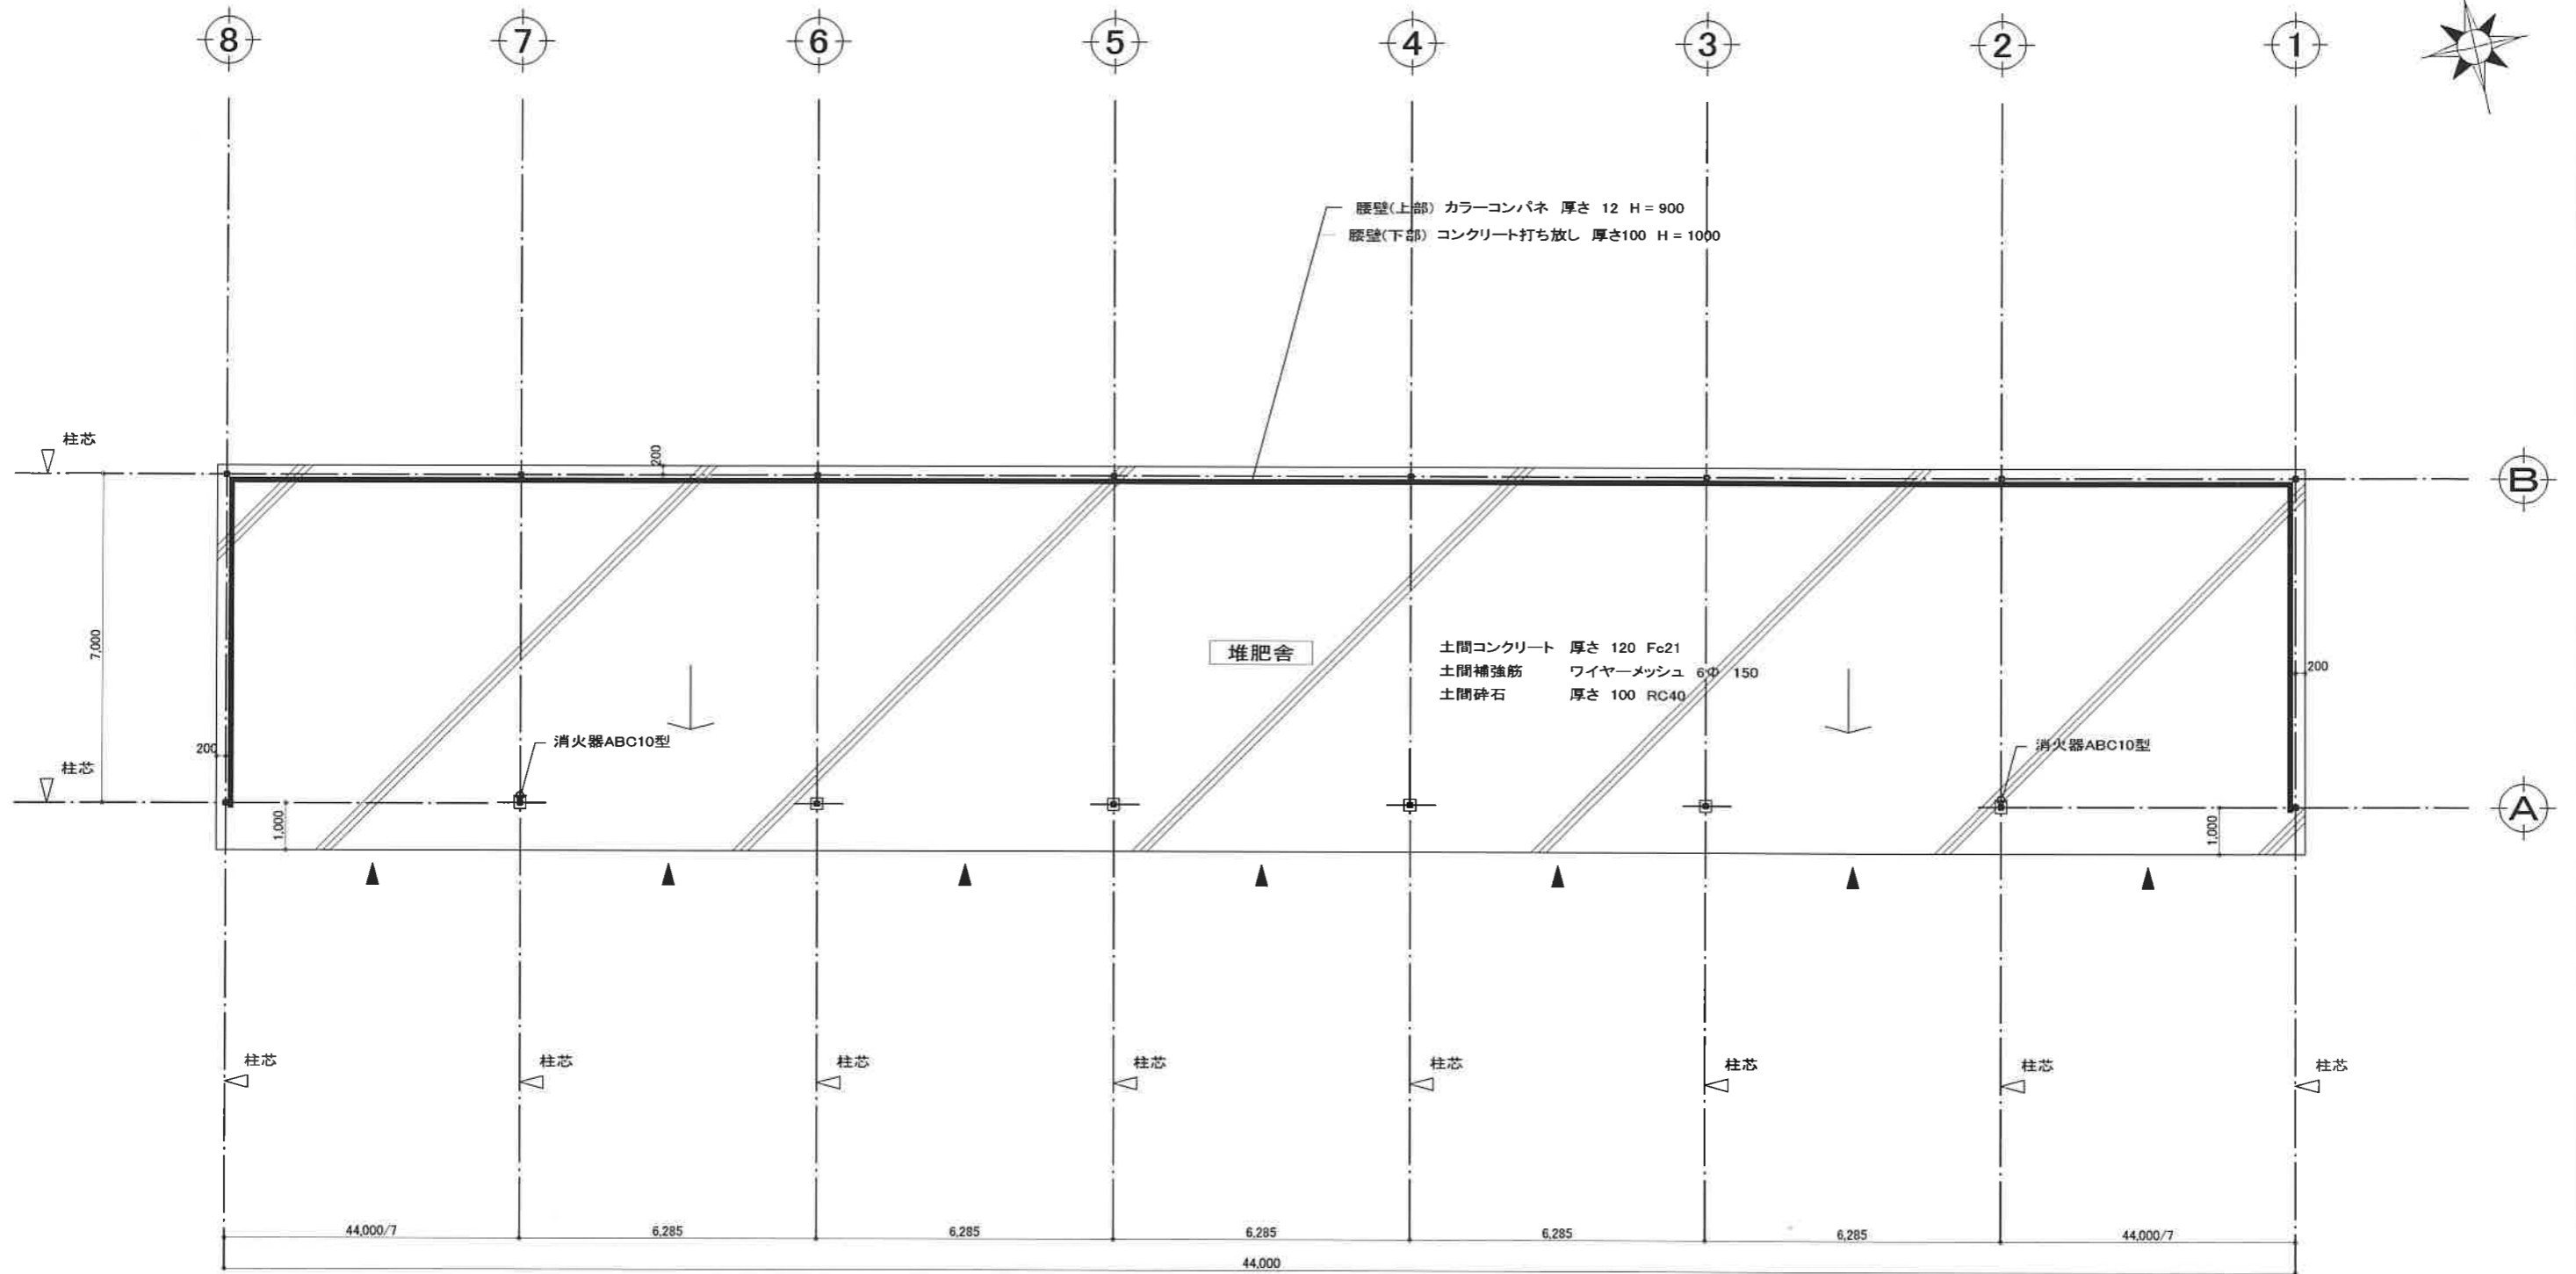 8 7 6 5 4 3 2 1
腰壁(上部) カラーコンパネ 厚さ 12 H = 900
腰壁(下部) コンクリート打ち放し 厚さ100 H = 1000
柱芯
200
B
7,000
堆肥舎
土間コンクリート 厚さ 120 Fc21
土間補強筋 ワイヤーメッシュ 6Φ 150
土間砕石 厚さ 100 RC40
200
200
消火器ABC10型
消火器ABC10型
柱芯
A
1,000
1,000
柱芯 柱芯 柱芯 柱芯 柱芯 柱芯 柱芯 柱芯
44,000/7 6,285 6,285 6,285 6,285 6,285 44,000/7
44,000